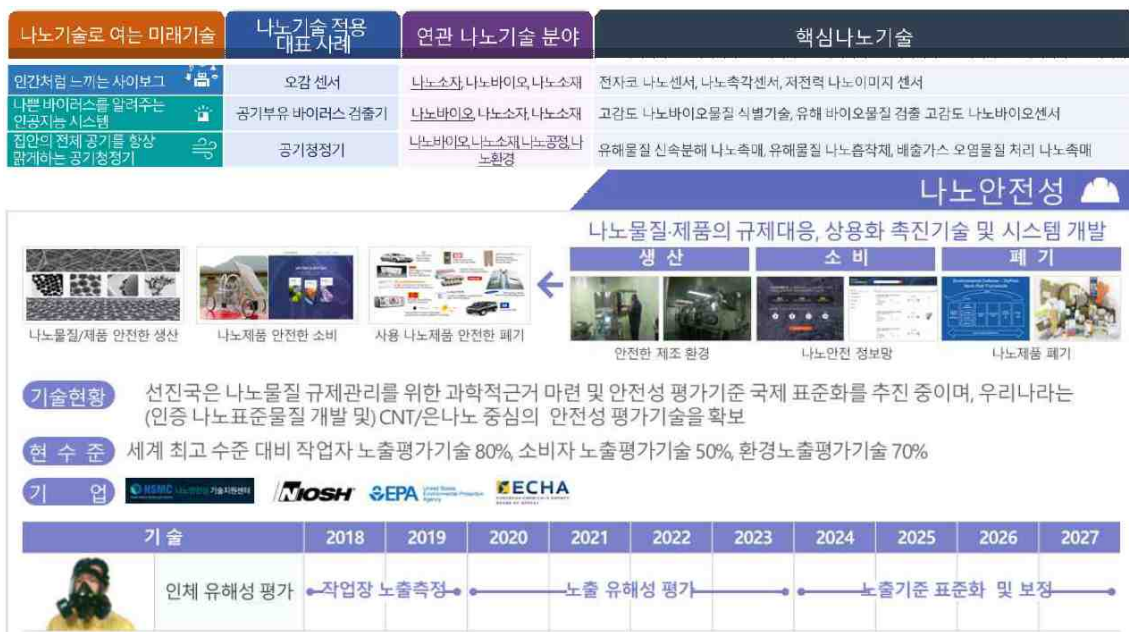 나노기술로 여는 미래기술
나노기술 적용
대표 사례
연관 나노기술 분야
핵심나노기술
인간처럼 느끼는 사이보그
오감 센서
나노소자, 나노바이오, 나노소재
전자코 나노센서, 나노촉각센서, 저전력 나노이미지 센서
나쁜 바이러스를 알려주는
인공지능 시스템
공기부유 바이러스 검출기
나노바이오, 나노소자, 나노소재
고감도 나노바이오물질 식별기술, 유해 바이오물질 검출 고감도 나노바이오센서
집안의 전체 공기를 항상
맑게하는 공기청정기
공기청정기
나노바이오, 나노소재, 나노공정, 나
노환경
유해물질 신속분해 나노촉매, 유해물질 나노흡착제, 배출가스 오염물질 처리 나노촉매
나노안전성
나노물질·제품의 규제대응, 상용화 촉진기술 및 시스템 개발
생 산
소 비
폐 기
나노물질/제품 안전한 생산
나노제품 안전한 소비
사용 나노제품 안전한 폐기
안전한 제조 환경
나노안전 정보망
나노제품 폐기
기술현황
선진국은 나노물질 규제관리를 위한 과학적근거 마련 및 안전성 평가기준 국제 표준화를 추진 중이며, 우리나라는
(인증 나노표준물질 개발 및) CNT/은나노 중심의 안전성 평가기술을 확보
현 수 준
세계 최고 수준 대비 작업자 노출평가기술 80%, 소비자 노출평가기술 50%, 환경노출평가기술 70%
기 업
NSMC 나노안전성 기술지원센터
NIOSH
EPA United States
Environmental Protection
Agency
ECHA
기 술
2018
2019
2020
2021
2022
2023
2024
2025
2026
2027
인체 유해성 평가
작업장 노출측정
노출 유해성 평가
노출기준 표준화 및 보정